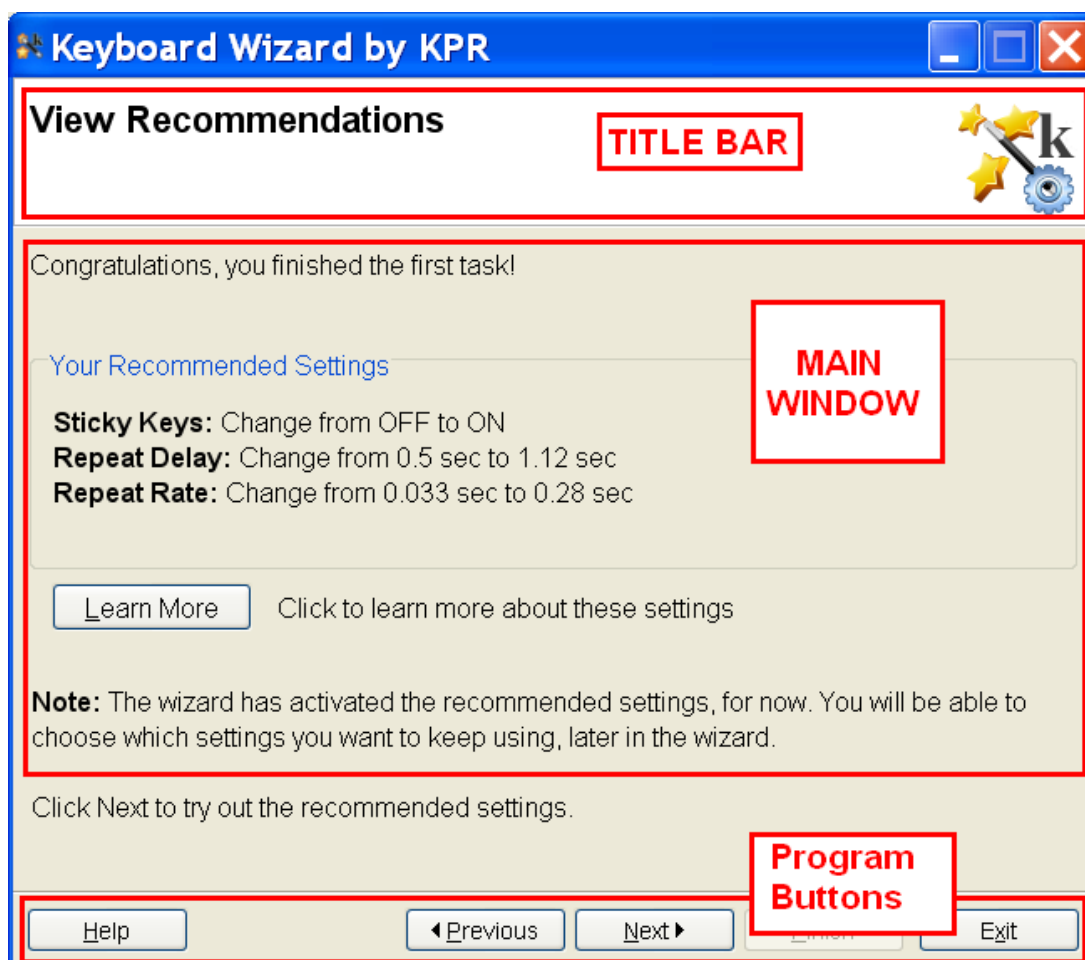 Keyboard Wizard by KPR
View Recommendations
TITLE BAR
k
Congratulations, you finished the first task!
MAIN
WINDOW
Your Recommended Settings
Sticky Keys: Change from OFF to ON
Repeat Delay: Change from 0.5 sec to 1.12 sec
Repeat Rate: Change from 0.033 sec to 0.28 sec
Learn More Click to learn more about these settings
Note: The wizard has activated the recommended settings, for now. You will be able to
choose which settings you want to keep using, later in the wizard.
Click Next to try out the recommended settings.
Program
Buttons
Help Previous Next Exit